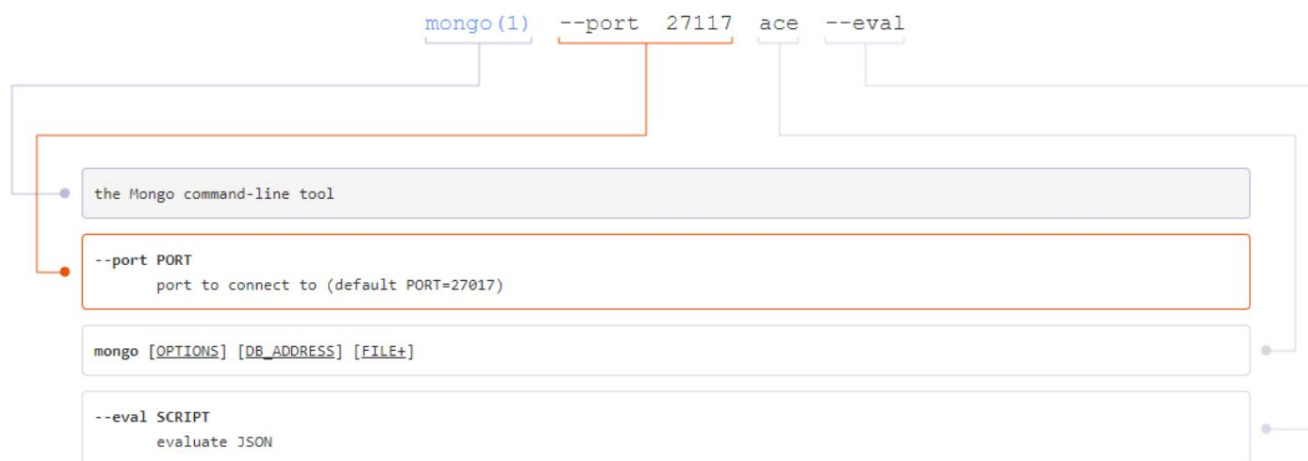 mongo(1) --port 27117 ace --eval
the Mongo command-line tool
--port PORT
port to connect to (default PORT=27017)
mongo [OPTIONS] [DB_ADDRESS] [FILE+]
--eval SCRIPT
evaluate JSON